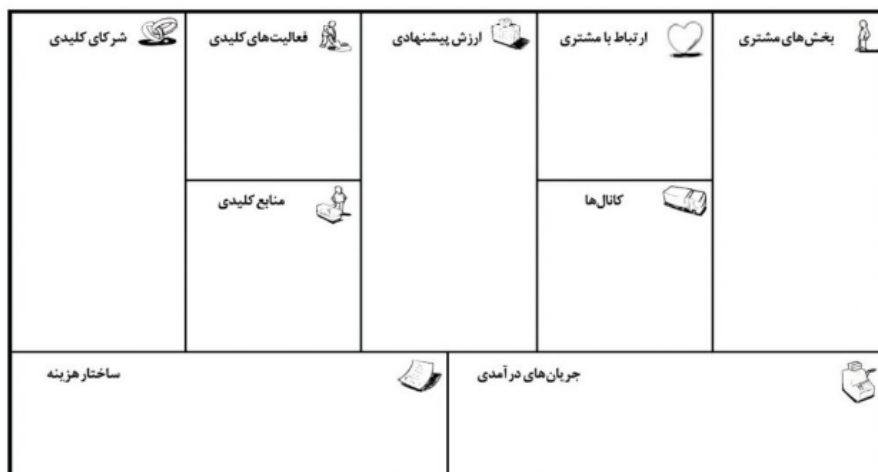 بخش‌های مشتری
ارتباط با مشتری
ارزش پیشنهادی
فعالیت‌های کلیدی
شرکای کلیدی
کانال‌ها
منابع کلیدی
جریان‌های درآمدی
ساختار هزینه